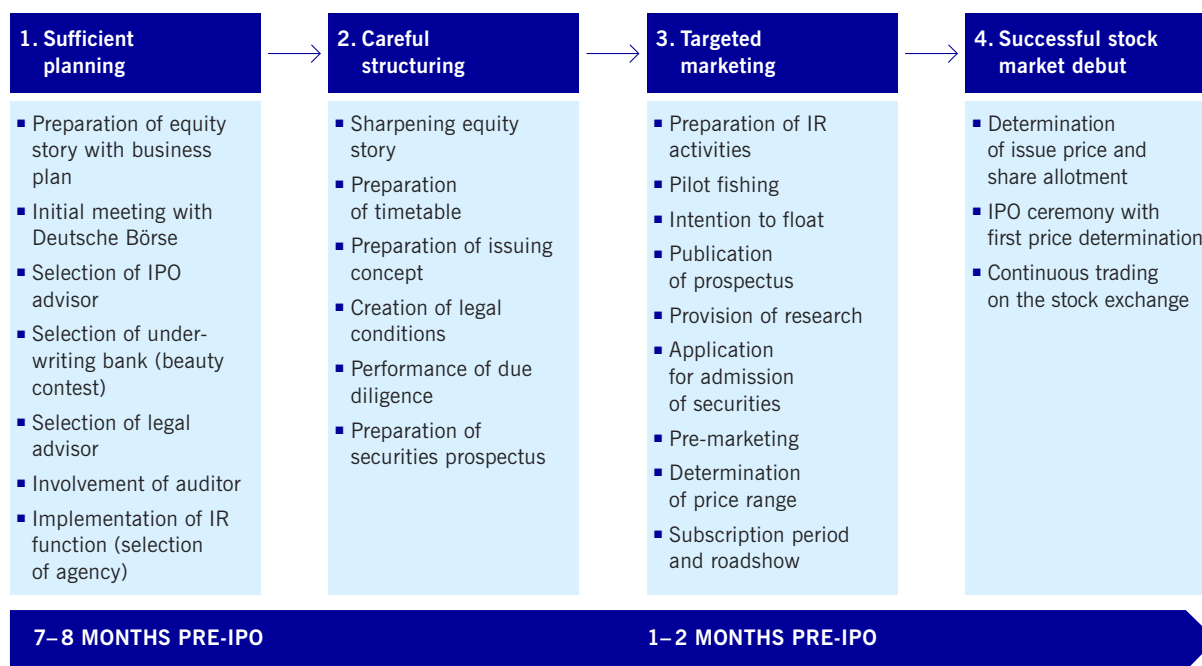 1. Sufficient
planning
2. Careful
structuring
3. Targeted
marketing
4. Successful stock
market debut
▪ Preparation of equity
story with business
plan
▪ Initial meeting with
Deutsche Börse
▪ Selection of IPO
advisor
▪ Selection of under-
writing bank (beauty
contest)
▪ Selection of legal
advisor
▪ Involvement of auditor
▪ Implementation of IR
function (selection
of agency)
▪ Sharpening equity
story
▪ Preparation
of timetable
▪ Preparation of issuing
concept
▪ Creation of legal
conditions
▪ Performance of due
diligence
▪ Preparation of
securities prospectus
▪ Preparation of IR
activities
▪ Pilot fishing
▪ Intention to float
▪ Publication
of prospectus
▪ Provision of research
▪ Application
for admission
of securities
▪ Pre-marketing
▪ Determination
of price range
▪ Subscription period
and roadshow
▪ Determination
of issue price and
share allotment
▪ IPO ceremony with
first price determination
▪ Continuous trading
on the stock exchange
7–8 MONTHS PRE-IPO
1–2 MONTHS PRE-IPO